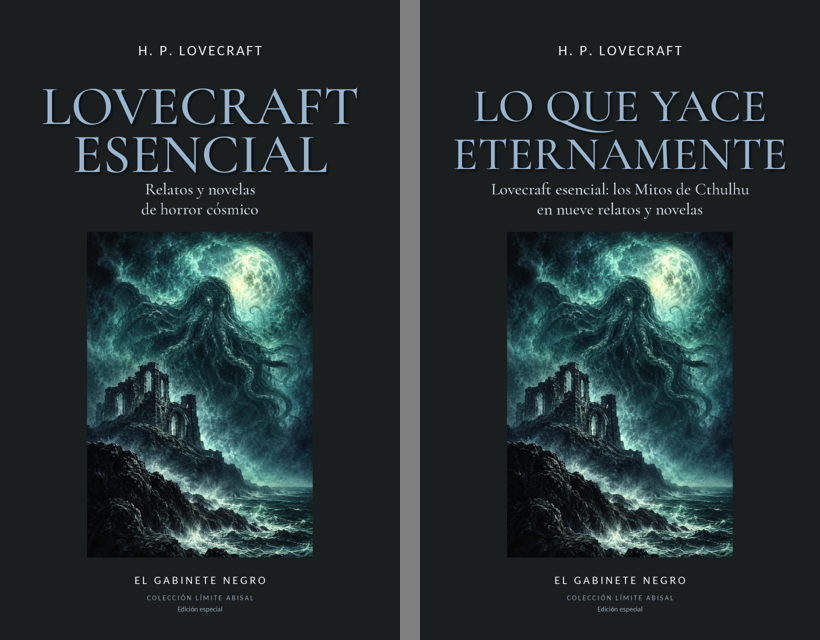 H. P. LOVECRAFT
LOVECRAFT
ESENCIAL
Relatos y novelas
de horror cósmico
EL GABINETE NEGRO
COLECCIÓN LÍMITE ABISAL
Edición especial
H. P. LOVECRAFT
LO QUE YACE
ETERNAMENTE
Lovecraft esencial: los Mitos de Cthulhu
en nueve relatos y novelas
EL GABINETE NEGRO
COLECCIÓN LÍMITE ABISAL
Edición especial